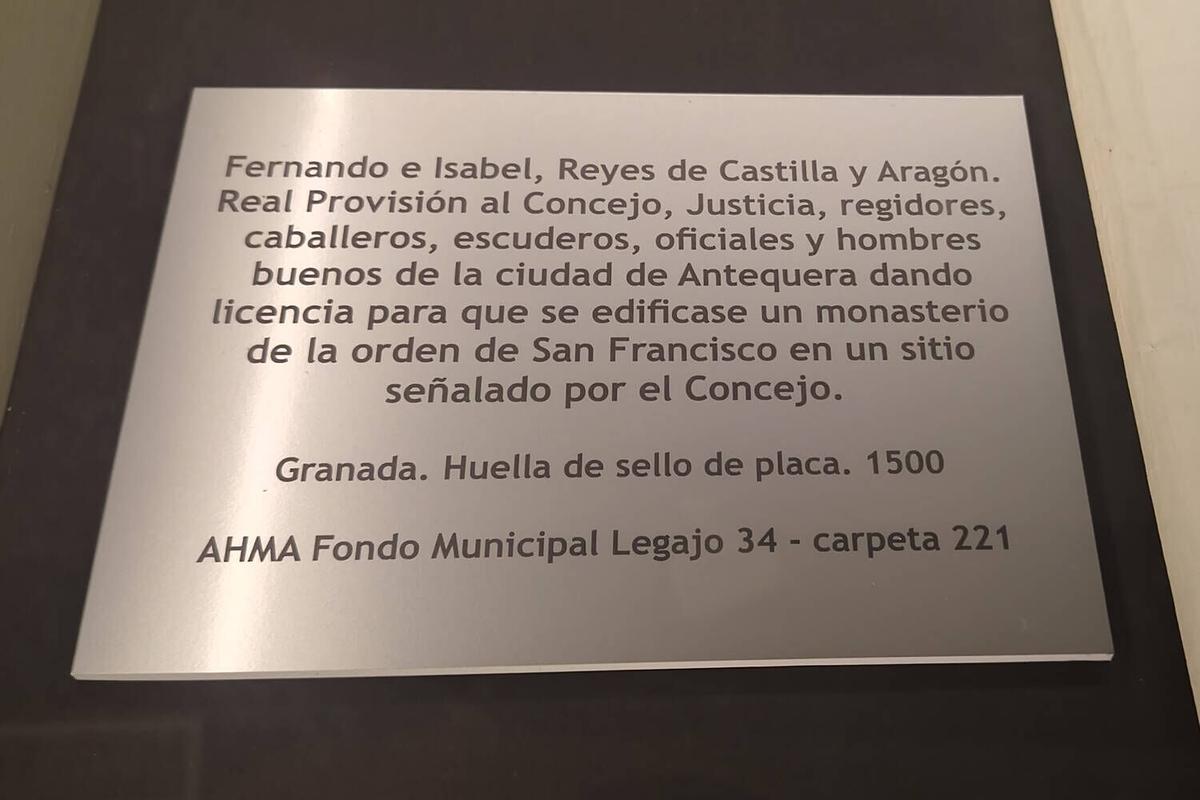 Fernando e Isabel, Reyes de Castilla y Aragón.
Real Provisión al Concejo, Justicia, regidores,
caballeros, escuderos, oficiales y hombres
buenos de la ciudad de Antequera dando
licencia para que se edificase un monasterio
de la orden de San Francisco en un sitio
señalado por el Concejo.
Granada. Huella de sello de placa. 1500
AHMA Fondo Municipal Legajo 34 - carpeta 221